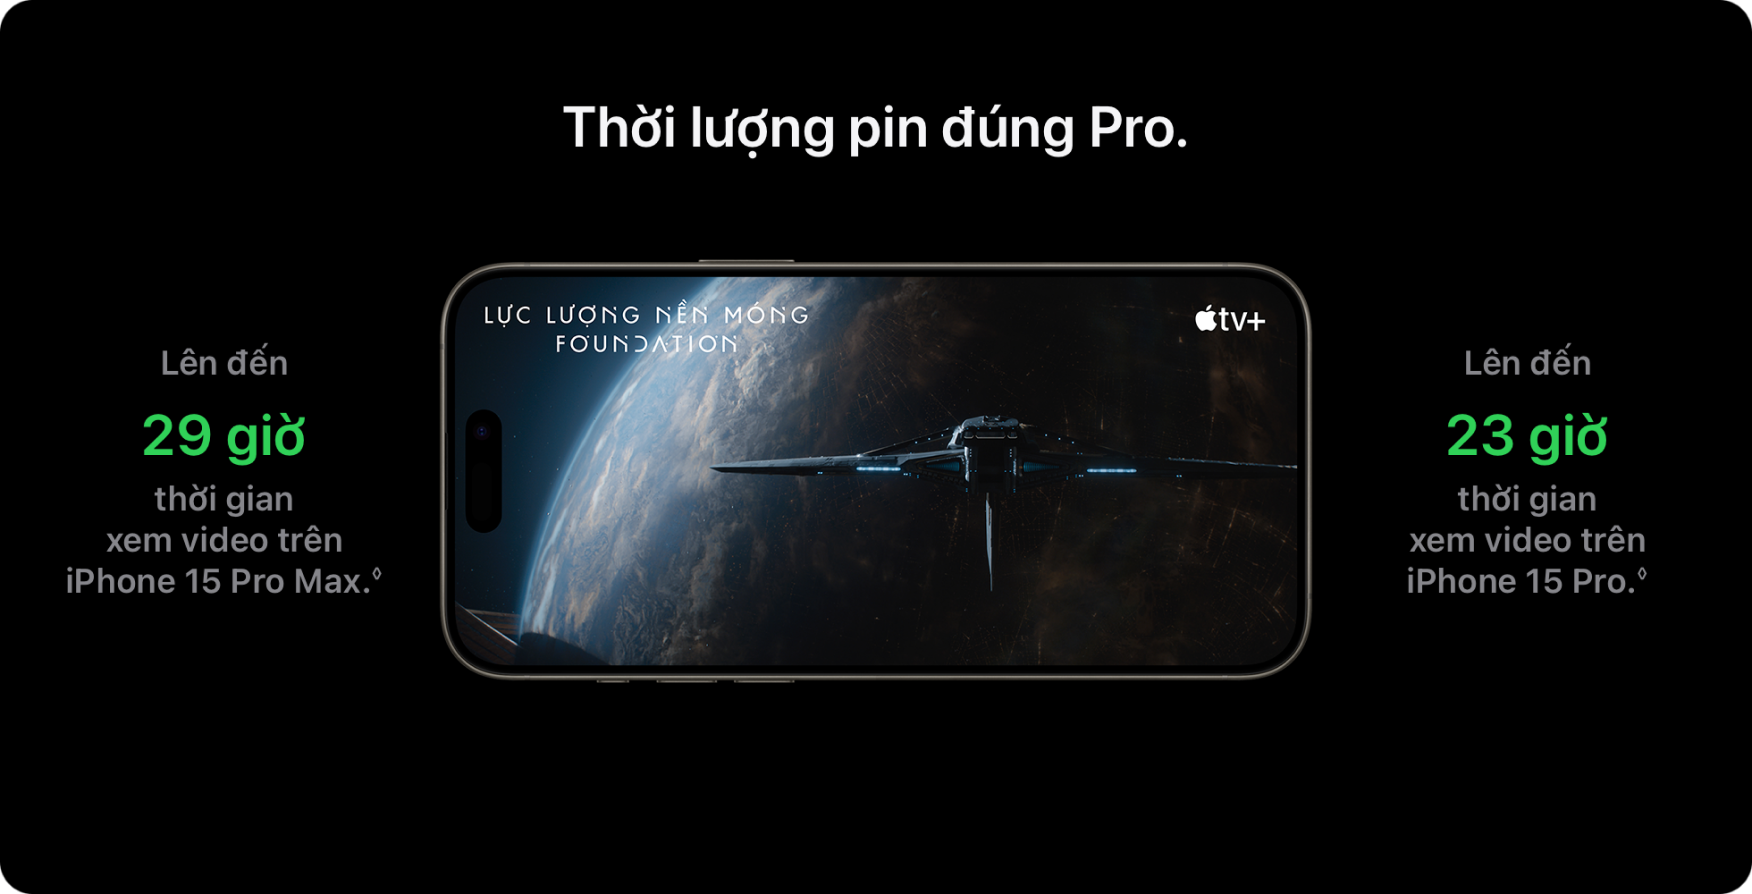 Thời lượng pin đúng Pro.
LỰC LƯỢNG NỀN MÓNG
FOUNDATION
tv+
Lên đến
29 giờ
thời gian
xem video trên
iPhone 15 Pro Max.◊
Lên đến
23 giờ
thời gian
xem video trên
iPhone 15 Pro.◊